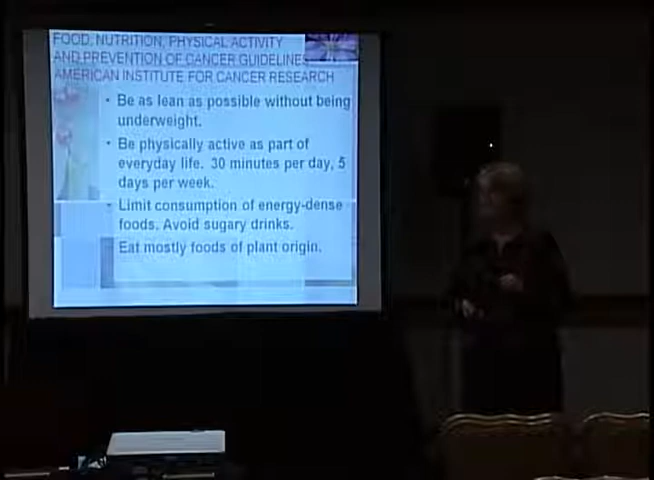 FOOD, NUTRITION, PHYSICAL ACTIVITY
AND PREVENTION OF CANCER GUIDELINES
AMERICAN INSTITUTE FOR CANCER RESEARCH
• Be as lean as possible without being
underweight.
• Be physically active as part of
everyday life. 30 minutes per day, 5
days per week.
• Limit consumption of energy-dense
foods. Avoid sugary drinks.
Eat mostly foods of plant origin.